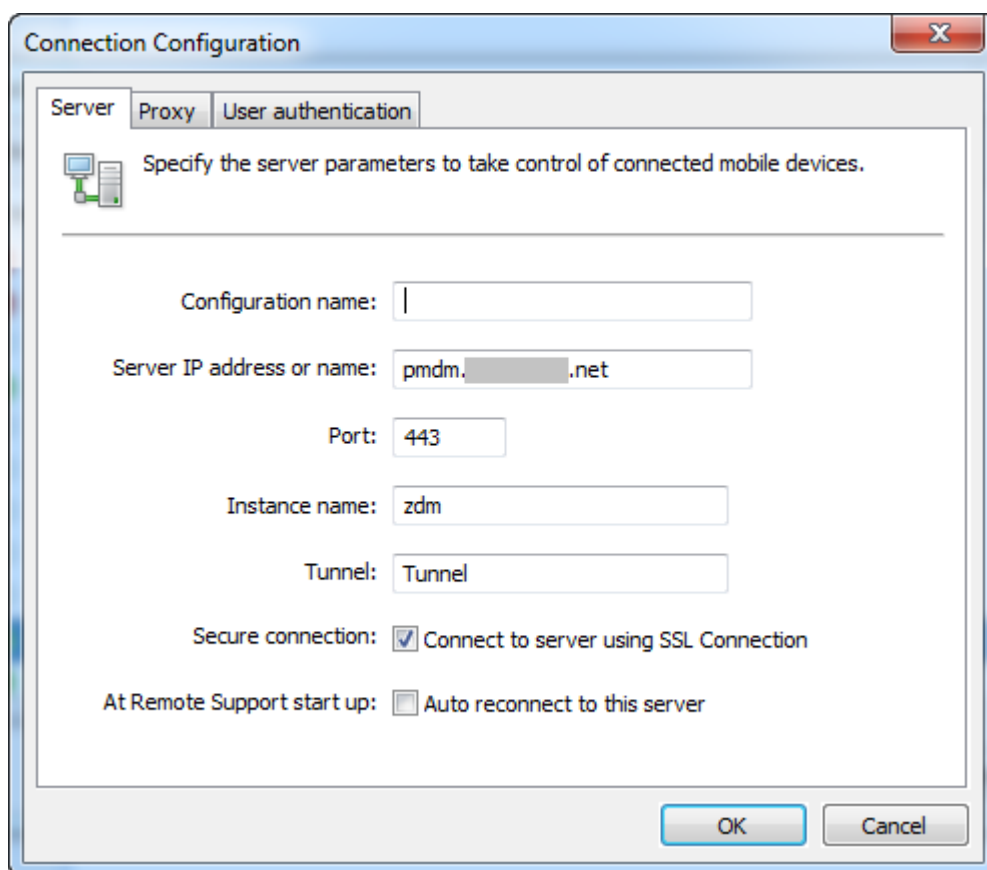 Connection Configuration
Server Proxy User authentication
Specify the server parameters to take control of connected mobile devices.
Configuration name:
Server IP address or name: pmdm. .net
Port: 443
Instance name: zdm
Tunnel: Tunnel
Secure connection: Connect to server using SSL Connection
At Remote Support start up: Auto reconnect to this server
OK Cancel